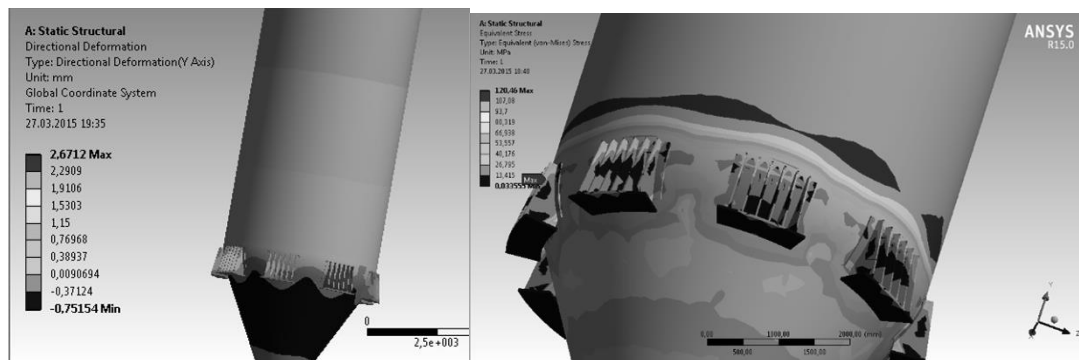 A: Static Structural
Directional Deformation
Type: Directional Deformation(Y Axis)
Unit: mm
Global Coordinate System
Time: 1
27.03.2015 19:35
2,6712 Max
2,2909
1,9106
1,5303
1,15
0,76968
0,38937
0,0090694
-0,37124
-0,75154 Min
0
2,5e+003
A: Static Structural
Equivalent Stress
Type: Equivalent (von-Mises) Stress
Unit: MPa
Time: 1
27.03.2015 18:48
ANSYS
R15.0
120,46 Max
107,08
93,7
80,319
66,938
53,557
40,176
26,795
13,415
Max
0,00
1000,00
2000,00 (mm)
500,00
1500,00
Y
X
Z